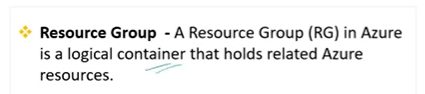 Resource Group - A Resource Group (RG) in Azure
is a logical container that holds related Azure
resources.